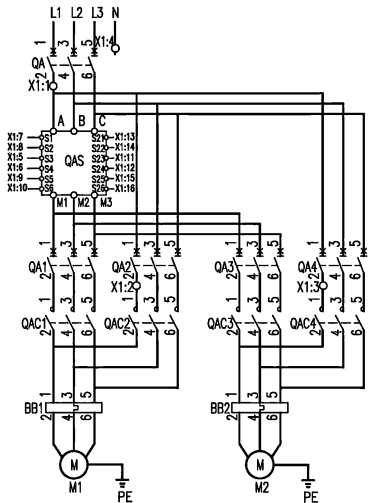 L1 L2 L3 N
1 3 5 X1:4
QA
2 4 6
X1:1
A B C
X1:7 S1 S21 X1:13
X1:8 S2 S22 X1:14
X1:5 S3 QAS S23 X1:11
X1:6 S4 S24 X1:12
X1:9 S5 S25 X1:15
X1:10 S6 S26 X1:16
M1 M2 M3
1 3 5 1 3 5 1 3 5 1 3 5
QA1 QA2 QA3 QA4
2 4 6 2 4 6 2 4 6 2 4 6
X1:2 X1:3
1 3 5 1 3 5 1 3 5 1 3 5
QAC1 QAC2 QAC3 QAC4
2 4 6 2 4 6 2 4 6 2 4 6
1 3 5 1 3 5
BB1 BB2
2 4 6 2 4 6
M M
M1 PE M2 PE